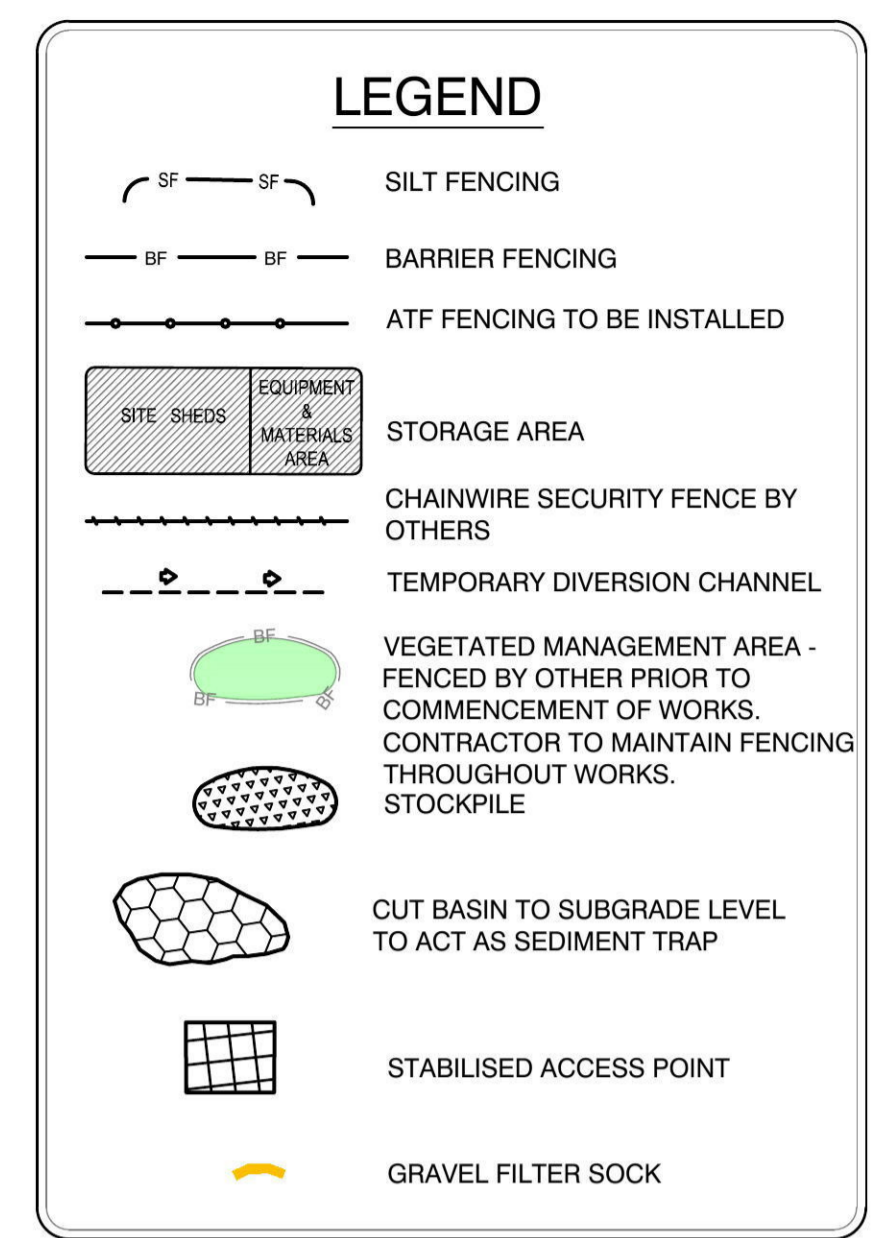 LEGEND
SF SF
SILT FENCING
BF BF
BARRIER FENCING
ATF FENCING TO BE INSTALLED
SITE SHEDS
EQUIPMENT
&
MATERIALS
AREA
STORAGE AREA
CHAINWIRE SECURITY FENCE BY
OTHERS
TEMPORARY DIVERSION CHANNEL
BF
BF
BF
VEGETATED MANAGEMENT AREA -
FENCED BY OTHER PRIOR TO
COMMENCEMENT OF WORKS.
CONTRACTOR TO MAINTAIN FENCING
THROUGHOUT WORKS.
STOCKPILE
CUT BASIN TO SUBGRADE LEVEL
TO ACT AS SEDIMENT TRAP
STABILISED ACCESS POINT
GRAVEL FILTER SOCK